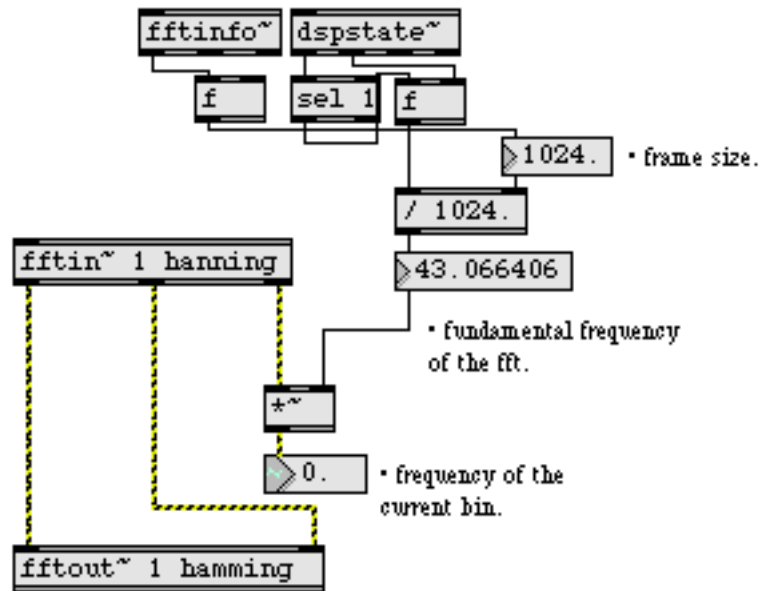 fftinfo~ dspstate~
f sel 1 f
1024. • frame size.
/ 1024.
fftin~ 1 hanning
43.066406
• fundamental frequency
of the fft.
*~
~ 0. • frequency of the
current bin.
fftout~ 1 hamming